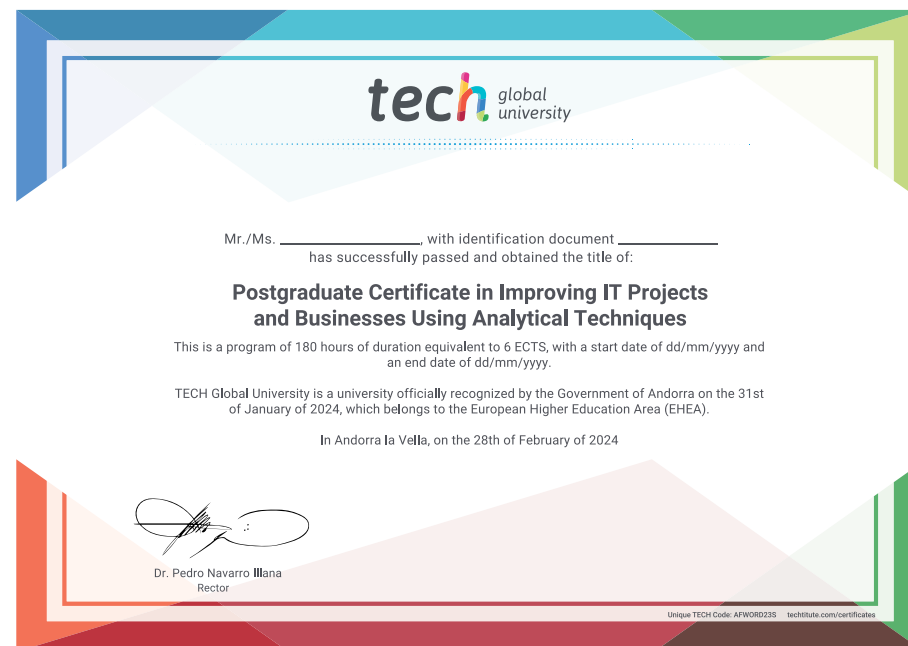 tech global university
Mr./Ms. ____________________, with identification document ______________
has successfully passed and obtained the title of:
Postgraduate Certificate in Improving IT Projects
and Businesses Using Analytical Techniques
This is a program of 180 hours of duration equivalent to 6 ECTS, with a start date of dd/mm/yyyy and
an end date of dd/mm/yyyy.
TECH Global University is a university officially recognized by the Government of Andorra on the 31st
of January of 2024, which belongs to the European Higher Education Area (EHEA).
In Andorra la Vella, on the 28th of February of 2024
Dr. Pedro Navarro Illana
Rector
Unique TECH Code: AFWORD23S techtitute.com/certificates